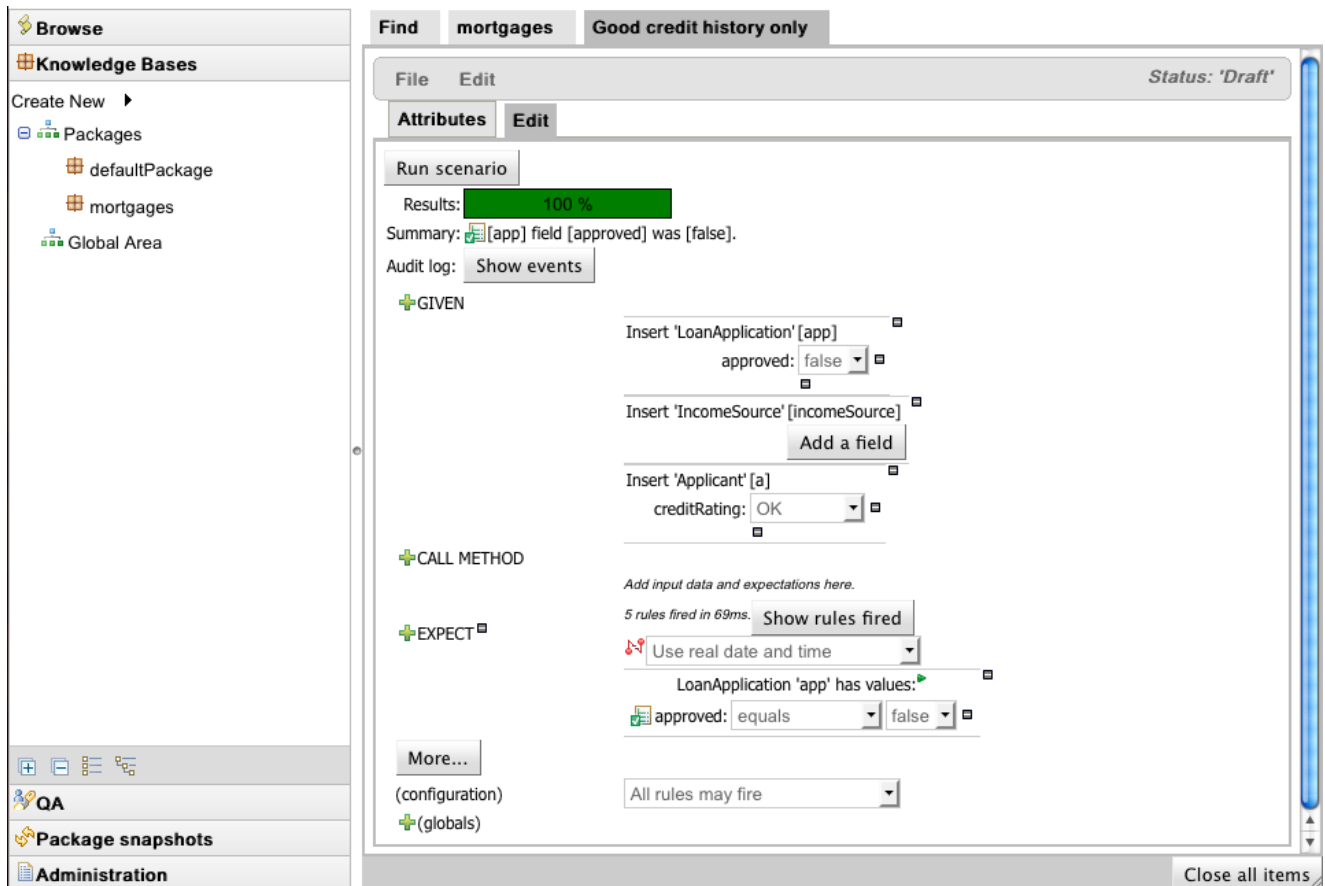 Browse
Knowledge Bases
Create New
Packages
defaultPackage
mortgages
Global Area
QA
Package snapshots
Administration
Find mortgages Good credit history only
File Edit Status: 'Draft'
Attributes Edit
Run scenario
Results: 100 %
Summary: [app] field [approved] was [false].
Audit log: Show events
GIVEN
Insert 'LoanApplication' [app]
approved: false
Insert 'IncomeSource' [incomeSource]
Add a field
Insert 'Applicant' [a]
creditRating: OK
CALL METHOD
Add input data and expectations here.
5 rules fired in 69ms. Show rules fired
EXPECT
Use real date and time
LoanApplication 'app' has values:
approved: equals false
More...
(configuration) All rules may fire
(globals)
Close all items